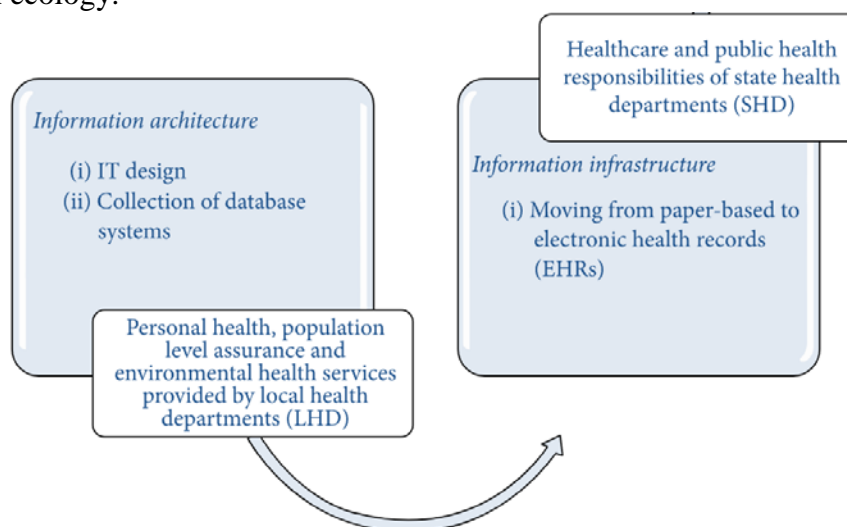 ecology.
Information architecture
(i) IT design
(ii) Collection of database
systems
Personal health, population
level assurance and
environmental health services
provided by local health
departments (LHD)
Healthcare and public health
responsibilities of state health
departments (SHD)
Information infrastructure
(i) Moving from paper-based to
electronic health records
(EHRs)